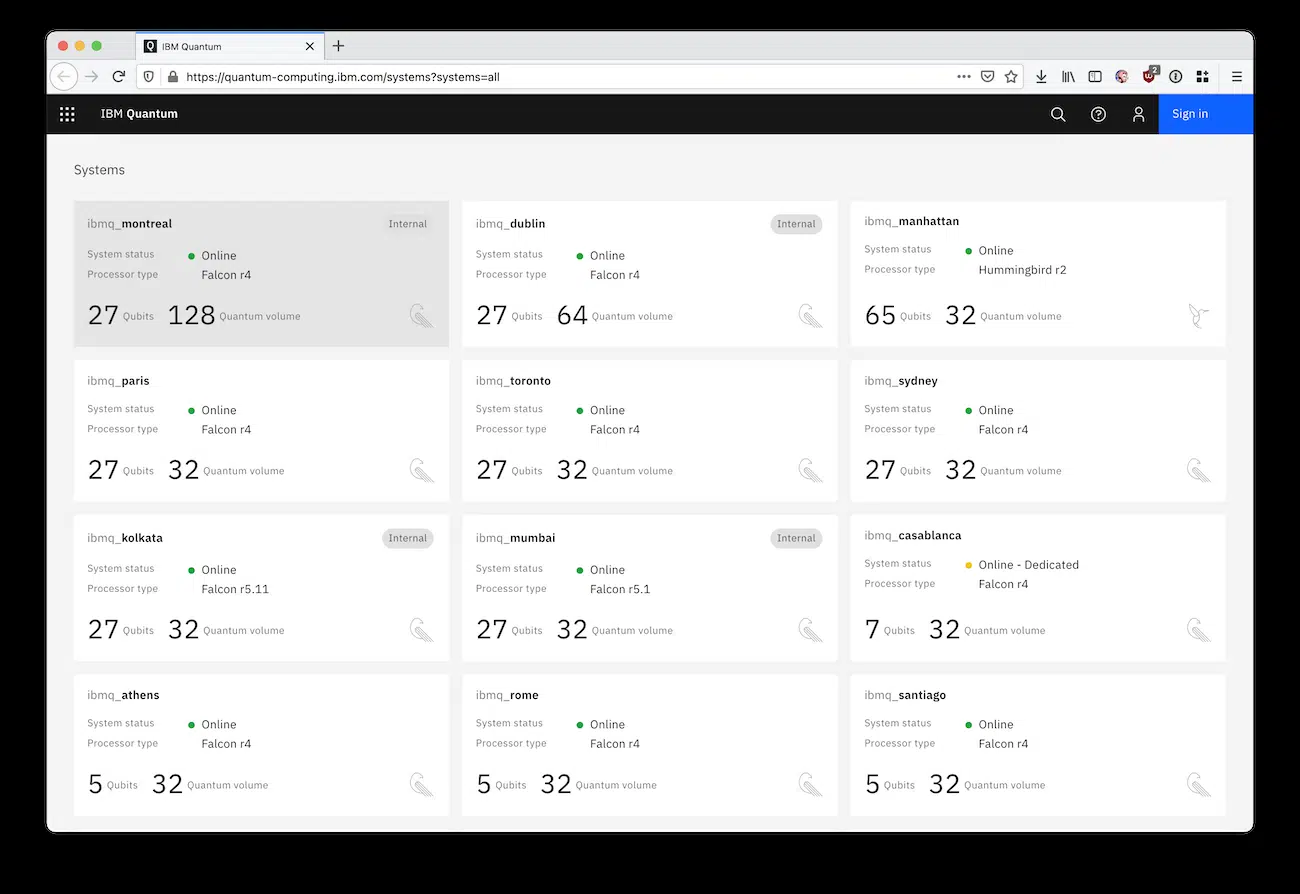 Q IBM Quantum
https://quantum-computing.ibm.com/systems?systems=all
2
IBM Quantum
Sign in
Systems
ibmq_montreal Internal
System status Online
Processor type Falcon r4
27 Qubits 128 Quantum volume
ibmq_dublin Internal
System status Online
Processor type Falcon r4
27 Qubits 64 Quantum volume
ibmq_manhattan
System status Online
Processor type Hummingbird r2
65 Qubits 32 Quantum volume
ibmq_paris
System status Online
Processor type Falcon r4
27 Qubits 32 Quantum volume
ibmq_toronto
System status Online
Processor type Falcon r4
27 Qubits 32 Quantum volume
ibmq_sydney
System status Online
Processor type Falcon r4
27 Qubits 32 Quantum volume
ibmq_kolkata Internal
System status Online
Processor type Falcon r5.11
27 Qubits 32 Quantum volume
ibmq_mumbai Internal
System status Online
Processor type Falcon r5.1
27 Qubits 32 Quantum volume
ibmq_casablanca
System status Online - Dedicated
Processor type Falcon r4
7 Qubits 32 Quantum volume
ibmq_athens
System status Online
Processor type Falcon r4
5 Qubits 32 Quantum volume
ibmq_rome
System status Online
Processor type Falcon r4
5 Qubits 32 Quantum volume
ibmq_santiago
System status Online
Processor type Falcon r4
5 Qubits 32 Quantum volume